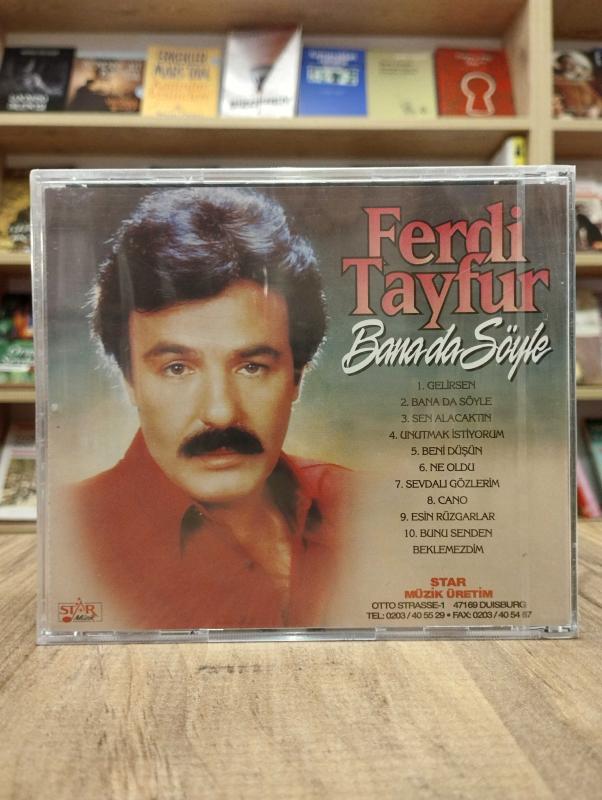 Ferdi
Tayfur
Bana da Söyle
1. GELİRSEN
2. BANA DA SÖYLE
3. SEN ALACAKTIN
4. UNUTMAK İSTİYORUM
5. BENİ DÜŞÜN
6. NE OLDU
7. SEVDALI GÖZLERİM
8. CANO
9. ESİN RÜZGARLAR
10. BUNU SENDEN
BEKLEMEZDİM
STAR
MÜZİK ÜRETİM
OTTO STRASSE-1 47169 DUISBURG
TEL: 0203 / 40 55 29 • FAX: 0203 / 40 54 67
STAR
Müzik